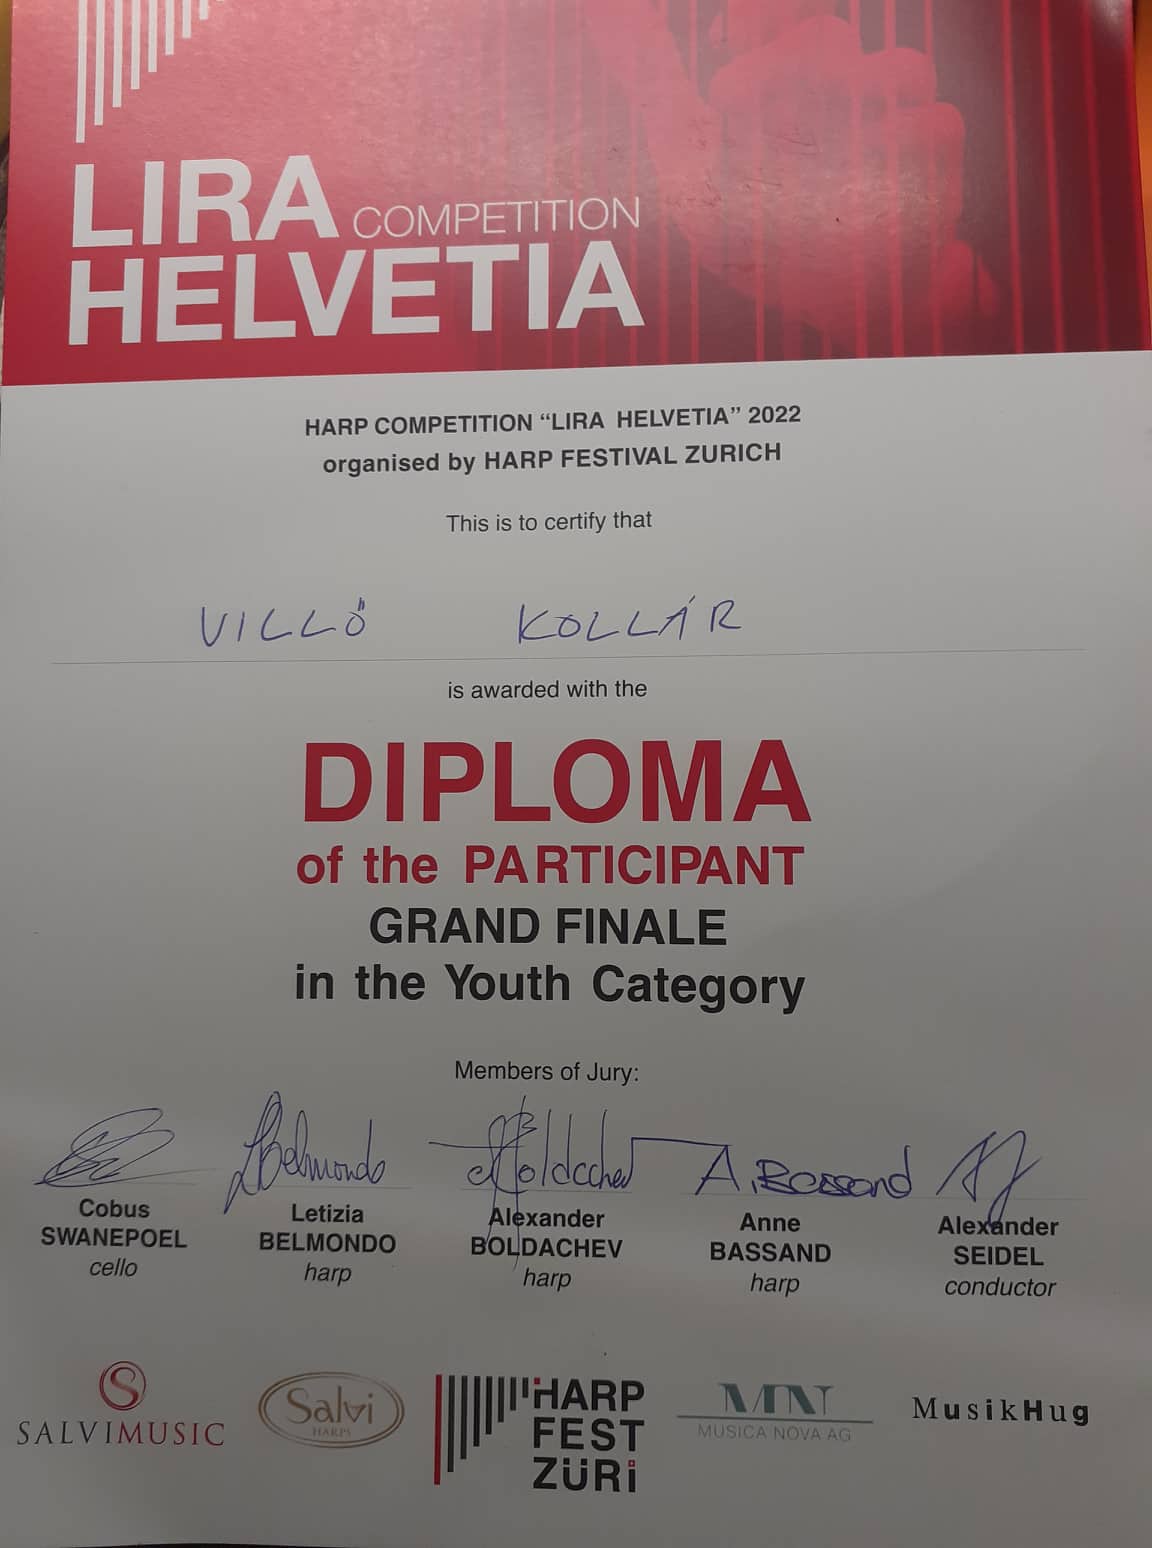 LIRA COMPETITION
HELVETIA
HARP COMPETITION “LIRA HELVETIA” 2022
organised by HARP FESTIVAL ZURICH
This is to certify that
VILLŐ KOLLÁR
is awarded with the
DIPLOMA
of the PARTICIPANT
GRAND FINALE
in the Youth Category
Members of Jury:
LBelmondo ABoldachev A. Bassand
Cobus Letizia Alexander Anne Alexander
SWANEPOEL BELMONDO BOLDACHEV BASSAND SEIDEL
cello harp harp harp conductor
S
SALVIMUSIC
Salvi
HARPS
HARP
FEST
ZÜRi
MN
MUSICA NOVA AG
MusikHug